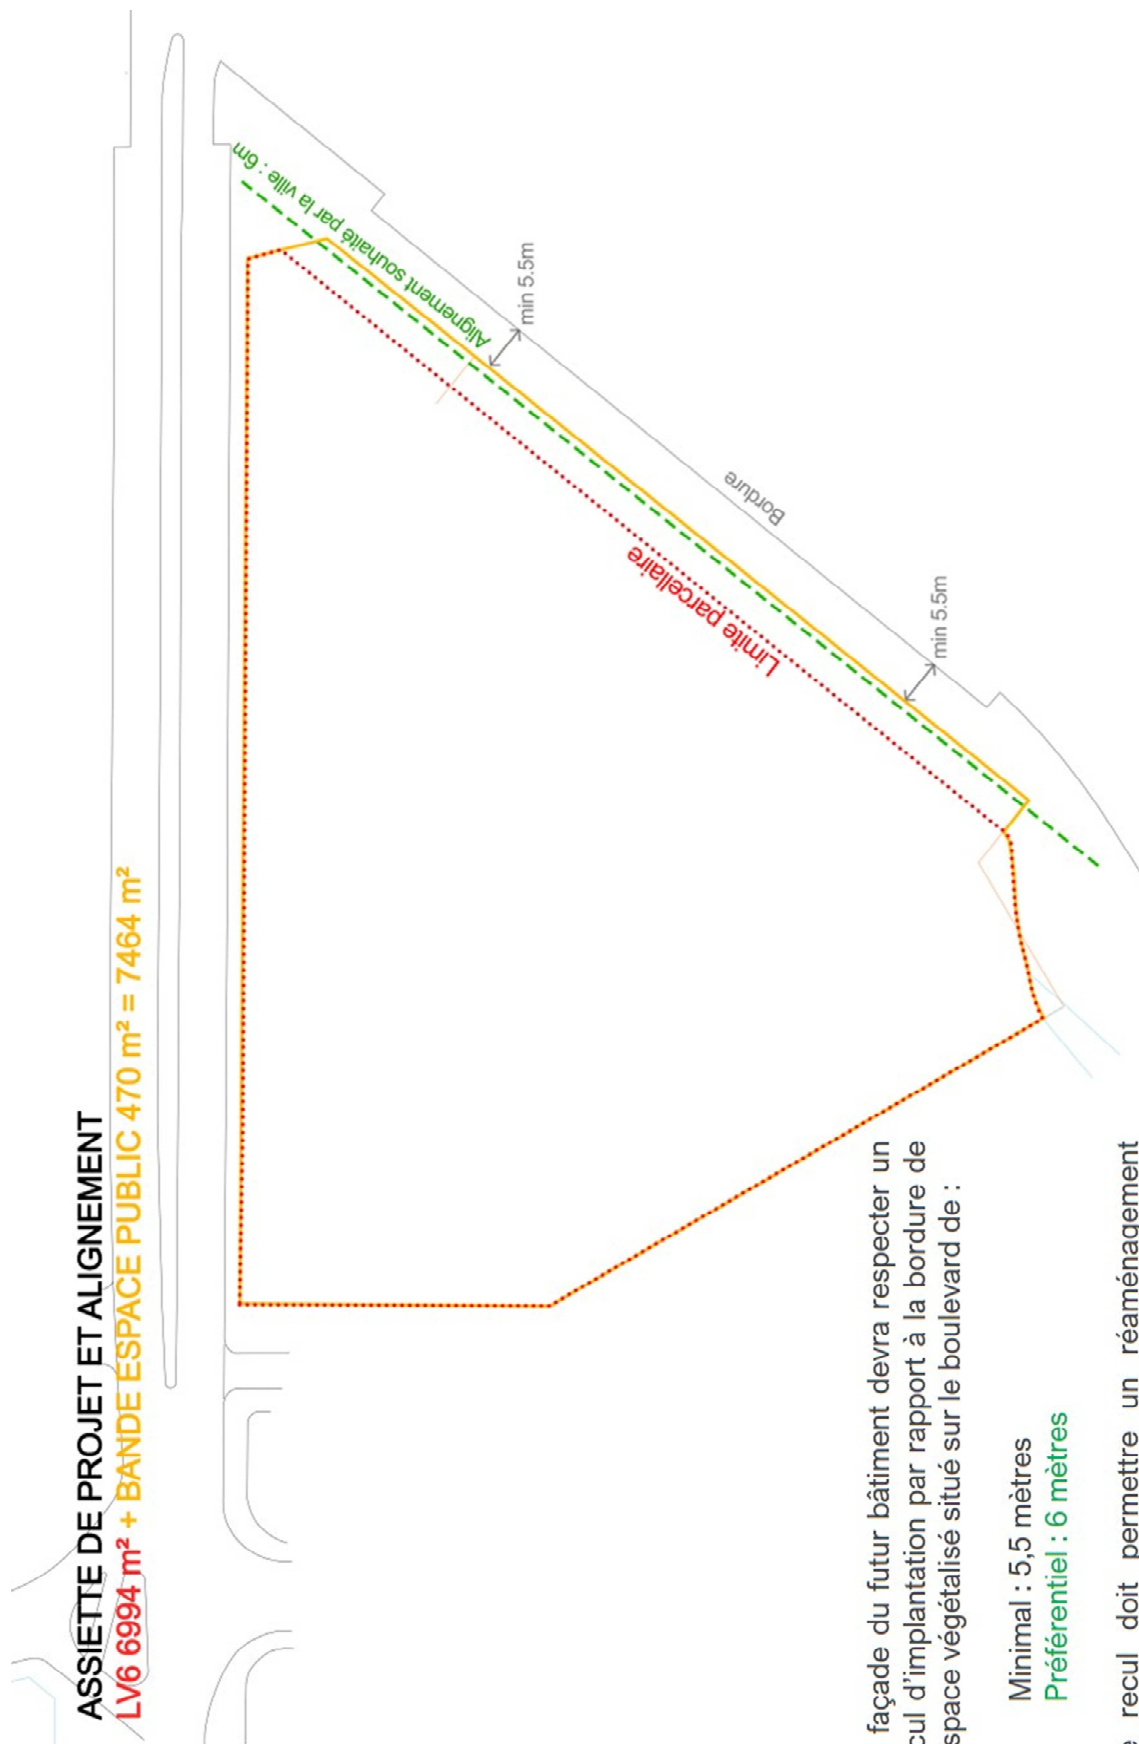 ASSIETTE DE PROJET ET ALIGNEMENT
LV6 6994 m² + BANDE ESPACE PUBLIC 470 m² = 7464 m²
Alignement souhaité par la ville : 6m
min 5.5m
Bordure
Limite parcellaire
min 5.5m
façade du futur bâtiment devra respecter un
cul d'implantation par rapport à la bordure de
space végétalisé situé sur le boulevard de :
Minimal : 5,5 mètres
Préférentiel : 6 mètres
recul doit permettre un réaménagement